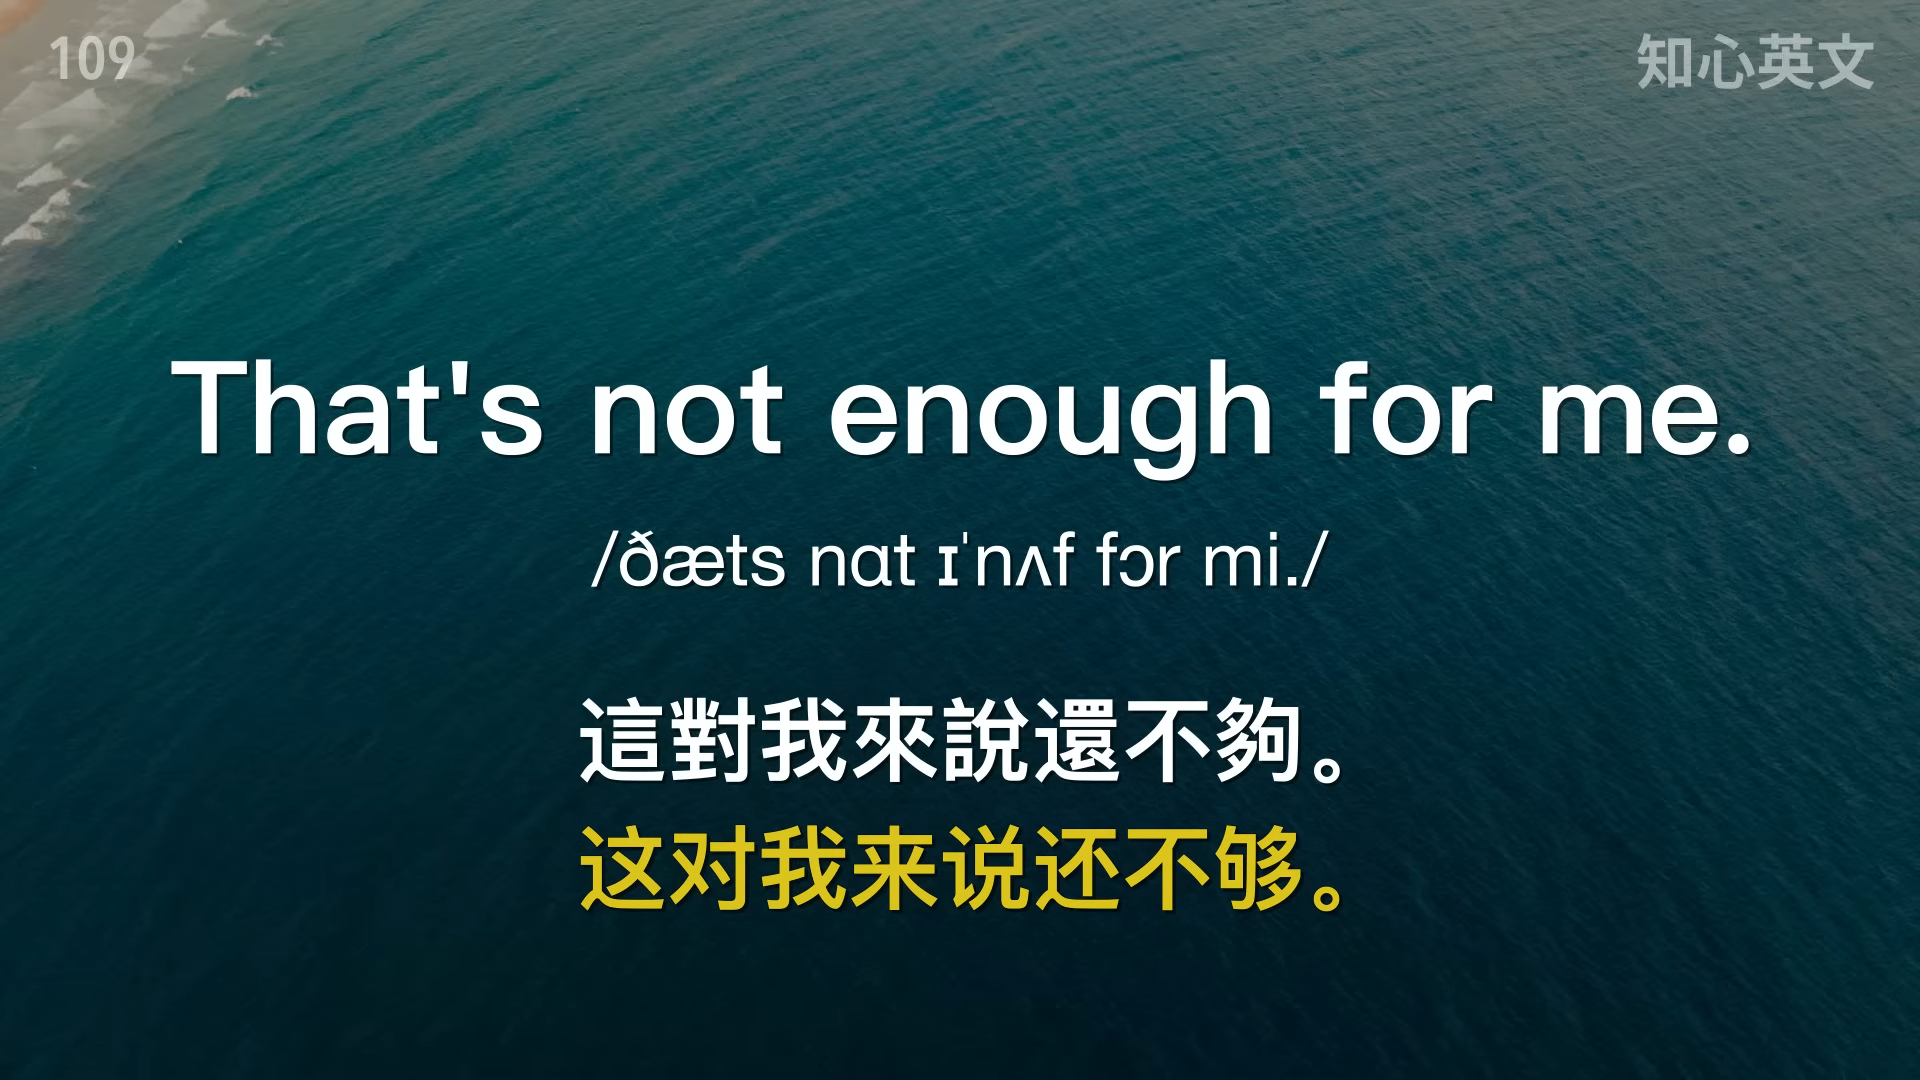 109
知心英文
That's not enough for me.
/ðæts nɑt ɪˈnʌf fɔr mi./
這對我來說還不夠。
这对我来说还不够。